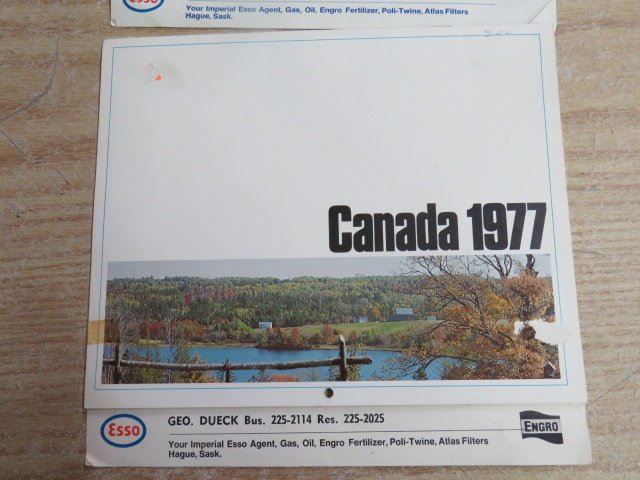 Esso
Your Imperial Esso Agent, Gas, Oil, Engro Fertilizer, Poli-Twine, Atlas Filters
Hague, Sask.
3.00
Canada 1977
Esso
GEO. DUECK Bus. 225-2114 Res. 225-2025
ENGRO
Your Imperial Esso Agent, Gas, Oil, Engro Fertilizer, Poli-Twine, Atlas Filters
Hague, Sask.